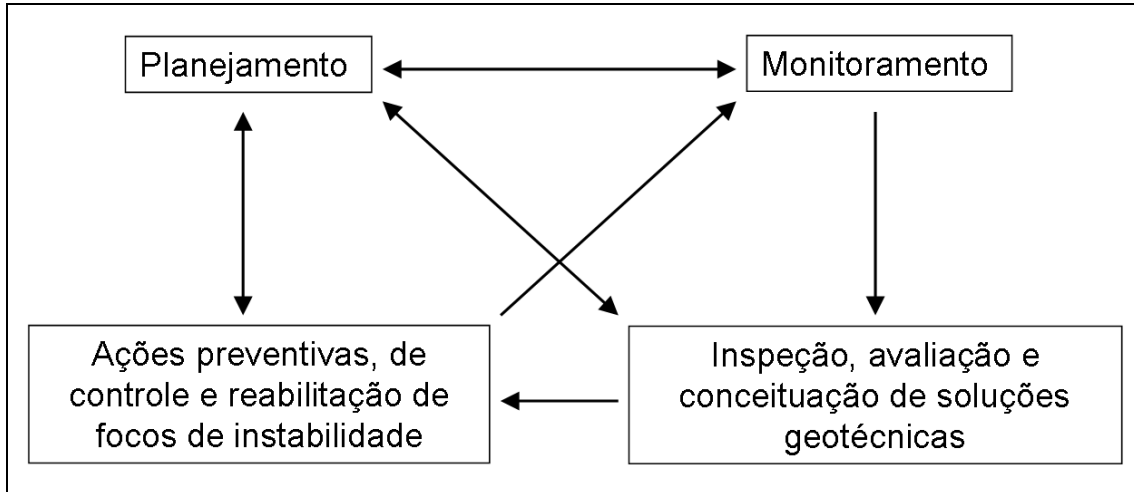 Planejamento
Monitoramento
Ações preventivas, de
controle e reabilitação de
focos de instabilidade
Inspeção, avaliação e
conceituação de soluções
geotécnicas